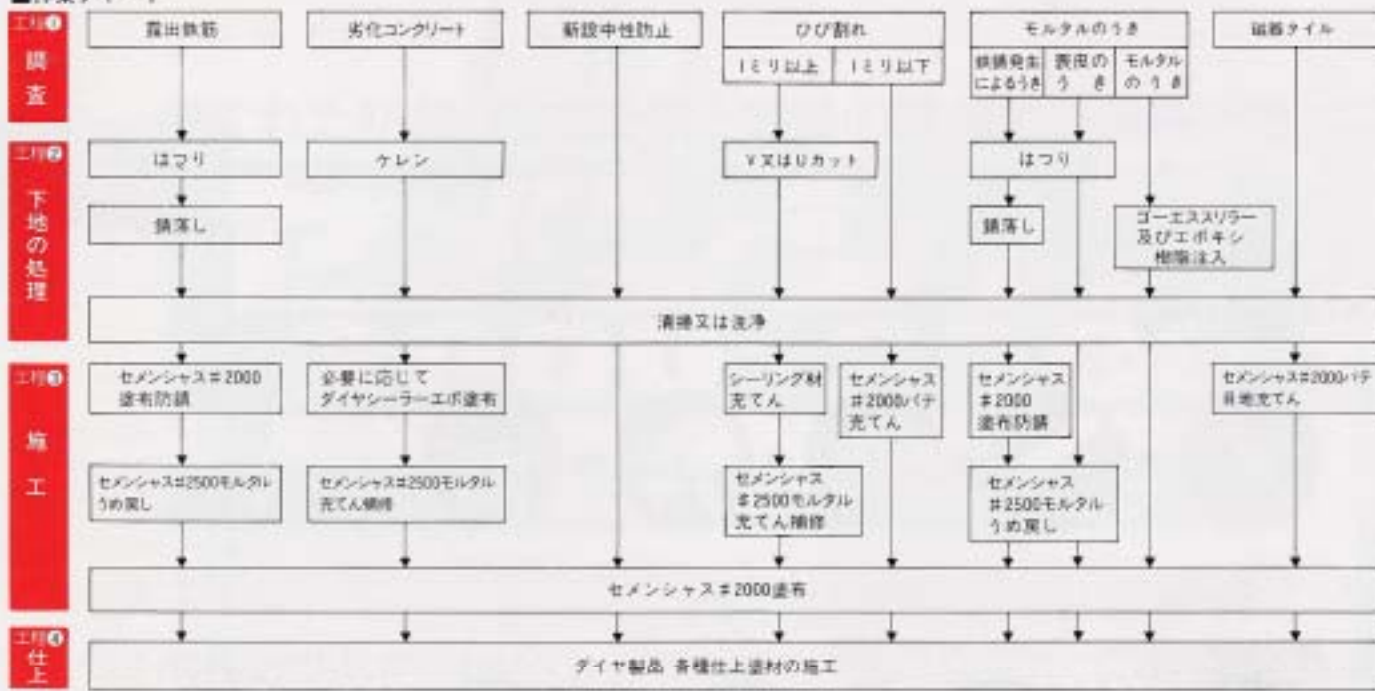 工程①
調査
露出鉄筋
劣化コンクリート
新設中性防止
ひび割れ
1ミリ以上
1ミリ以下
モルタルのうき
鉄錆発生
によるうき
表皮の
うき
モルタル
のうき
磁器タイル
工程②
下地の処理
はつり
ケレン
V又はUカット
はつり
錆落し
錆落し
ゴーエススリラー
及びエポキシ
樹脂注入
清掃又は洗浄
工程③
施工
セメンシャス#2000
塗布防錆
必要に応じて
ダイヤシーラーエポ塗布
シーリング材
充てん
セメンシャス
#2000パテ
充てん
セメンシャス
#2000
塗布防錆
セメンシャス#2000パテ
目地充てん
セメンシャス#2500モルタル
うめ戻し
セメンシャス#2500モルタル
充てん補修
セメンシャス
#2500モルタル
充てん補修
セメンシャス
#2500モルタル
うめ戻し
セメンシャス#2000塗布
工程④
仕上
ダイヤ製品 各種仕上塗材の施工